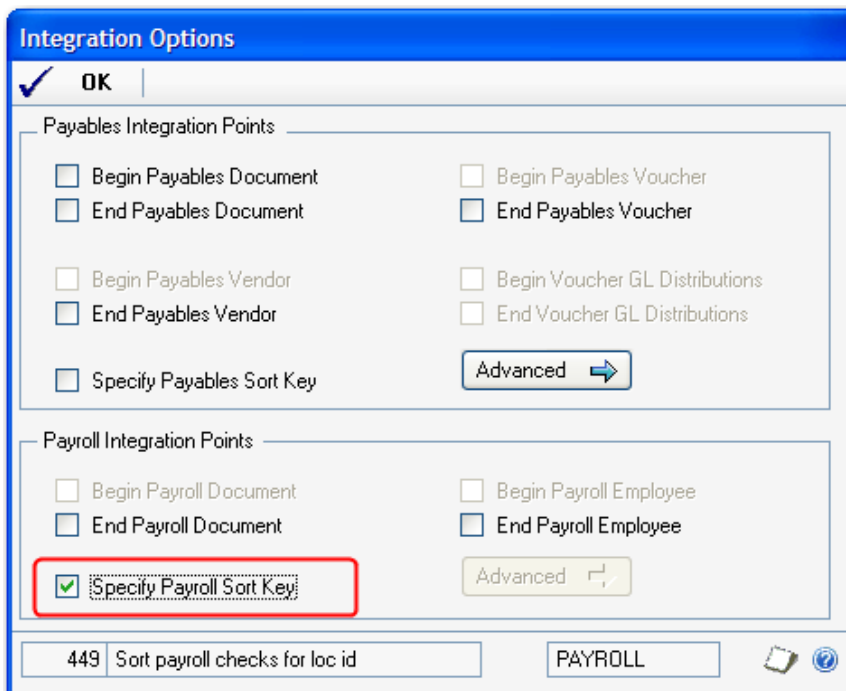 Integration Options
OK
Payables Integration Points
Begin Payables Document Begin Payables Voucher
End Payables Document End Payables Voucher
Begin Payables Vendor Begin Voucher GL Distributions
End Payables Vendor End Voucher GL Distributions
Specify Payables Sort Key Advanced
Payroll Integration Points
Begin Payroll Document Begin Payroll Employee
End Payroll Document End Payroll Employee
Specify Payroll Sort Key Advanced
449 Sort payroll checks for loc id PAYROLL